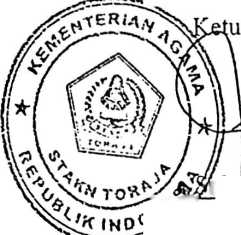 Ketu
KEMENTERIAN AGAMA
STAKN TORAJA
REPUBLIK INDO